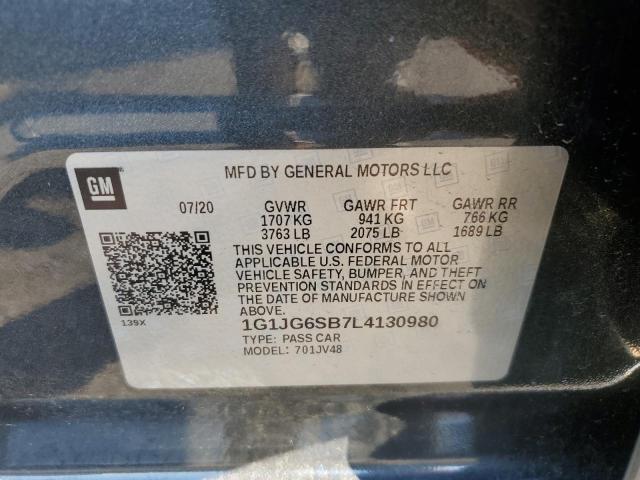 GM
MFD BY GENERAL MOTORS LLC
07/20 GVWR GAWR FRT GAWR RR
1707 KG 941 KG 766 KG
3763 LB 2075 LB 1689 LB
THIS VEHICLE CONFORMS TO ALL
APPLICABLE U.S. FEDERAL MOTOR
VEHICLE SAFETY, BUMPER, AND THEFT
PREVENTION STANDARDS IN EFFECT ON
THE DATE OF MANUFACTURE SHOWN
ABOVE.
139X
1G1JG6SB7L4130980
TYPE: PASS CAR
MODEL: 701JV48